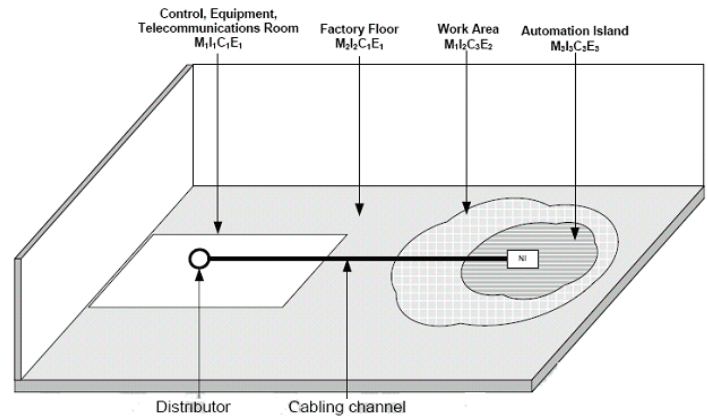 Control, Equipment,
Telecommunications Room
M₁I₁C₁E₁
Factory Floor
M₂I₂C₁E₁
Work Area
M₁I₂C₃E₂
Automation Island
M₃I₃C₃E₃
NI
Distributor
Cabling channel